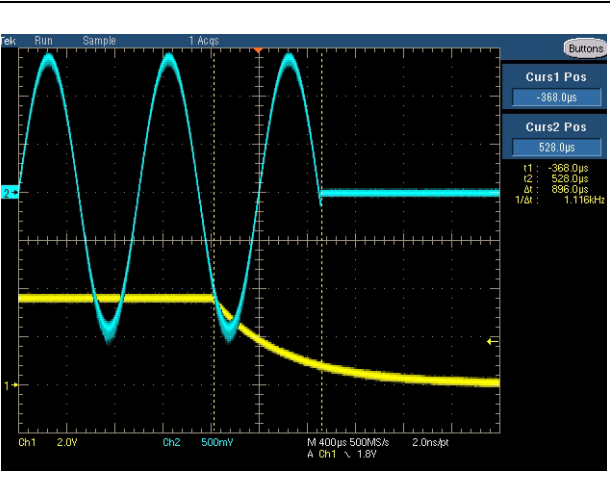 Tek Run Sample 1 Acqs
Buttons
Curs1 Pos
-368.0µs
Curs2 Pos
528.0µs
t1 : -368.0µs
t2 : 528.0µs
Δt : 896.0µs
1/Δt : 1.116kHz
2
1
Ch1 2.0V Ch2 500mV M 400µs 500MS/s 2.0ns/pt
A Ch1 \ 1.8V